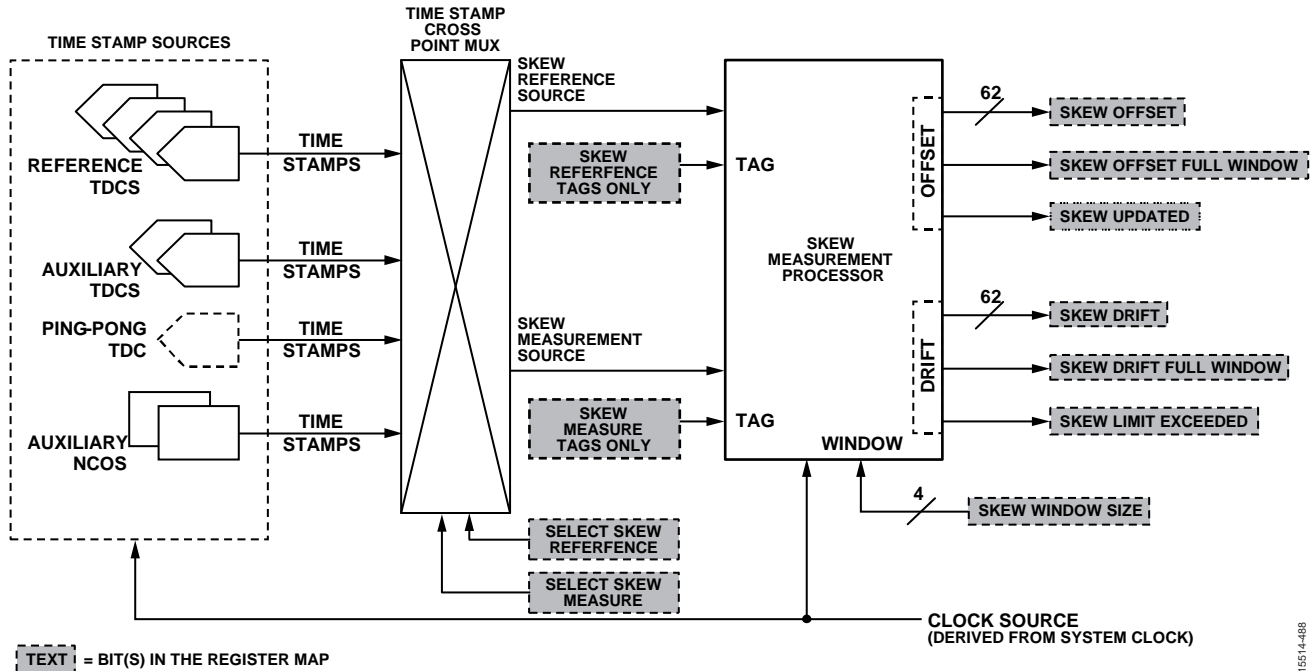 TIME STAMP SOURCES
REFERENCE
TDCS
AUXILIARY
TDCS
PING-PONG
TDC
AUXILIARY
NCOS
TIME
STAMPS
TIME
STAMPS
TIME
STAMPS
TIME
STAMPS
TIME STAMP
CROSS
POINT MUX
SKEW
REFERENCE
SOURCE
SKEW
REFERFENCE
TAGS ONLY
SKEW
MEASUREMENT
SOURCE
SKEW
MEASURE
TAGS ONLY
SELECT SKEW
REFERFENCE
SELECT SKEW
MEASURE
TAG
SKEW
MEASUREMENT
PROCESSOR
TAG
WINDOW
OFFSET
DRIFT
62
SKEW OFFSET
SKEW OFFSET FULL WINDOW
SKEW UPDATED
62
SKEW DRIFT
SKEW DRIFT FULL WINDOW
SKEW LIMIT EXCEEDED
4
SKEW WINDOW SIZE
CLOCK SOURCE
(DERIVED FROM SYSTEM CLOCK)
TEXT = BIT(S) IN THE REGISTER MAP
15514-488